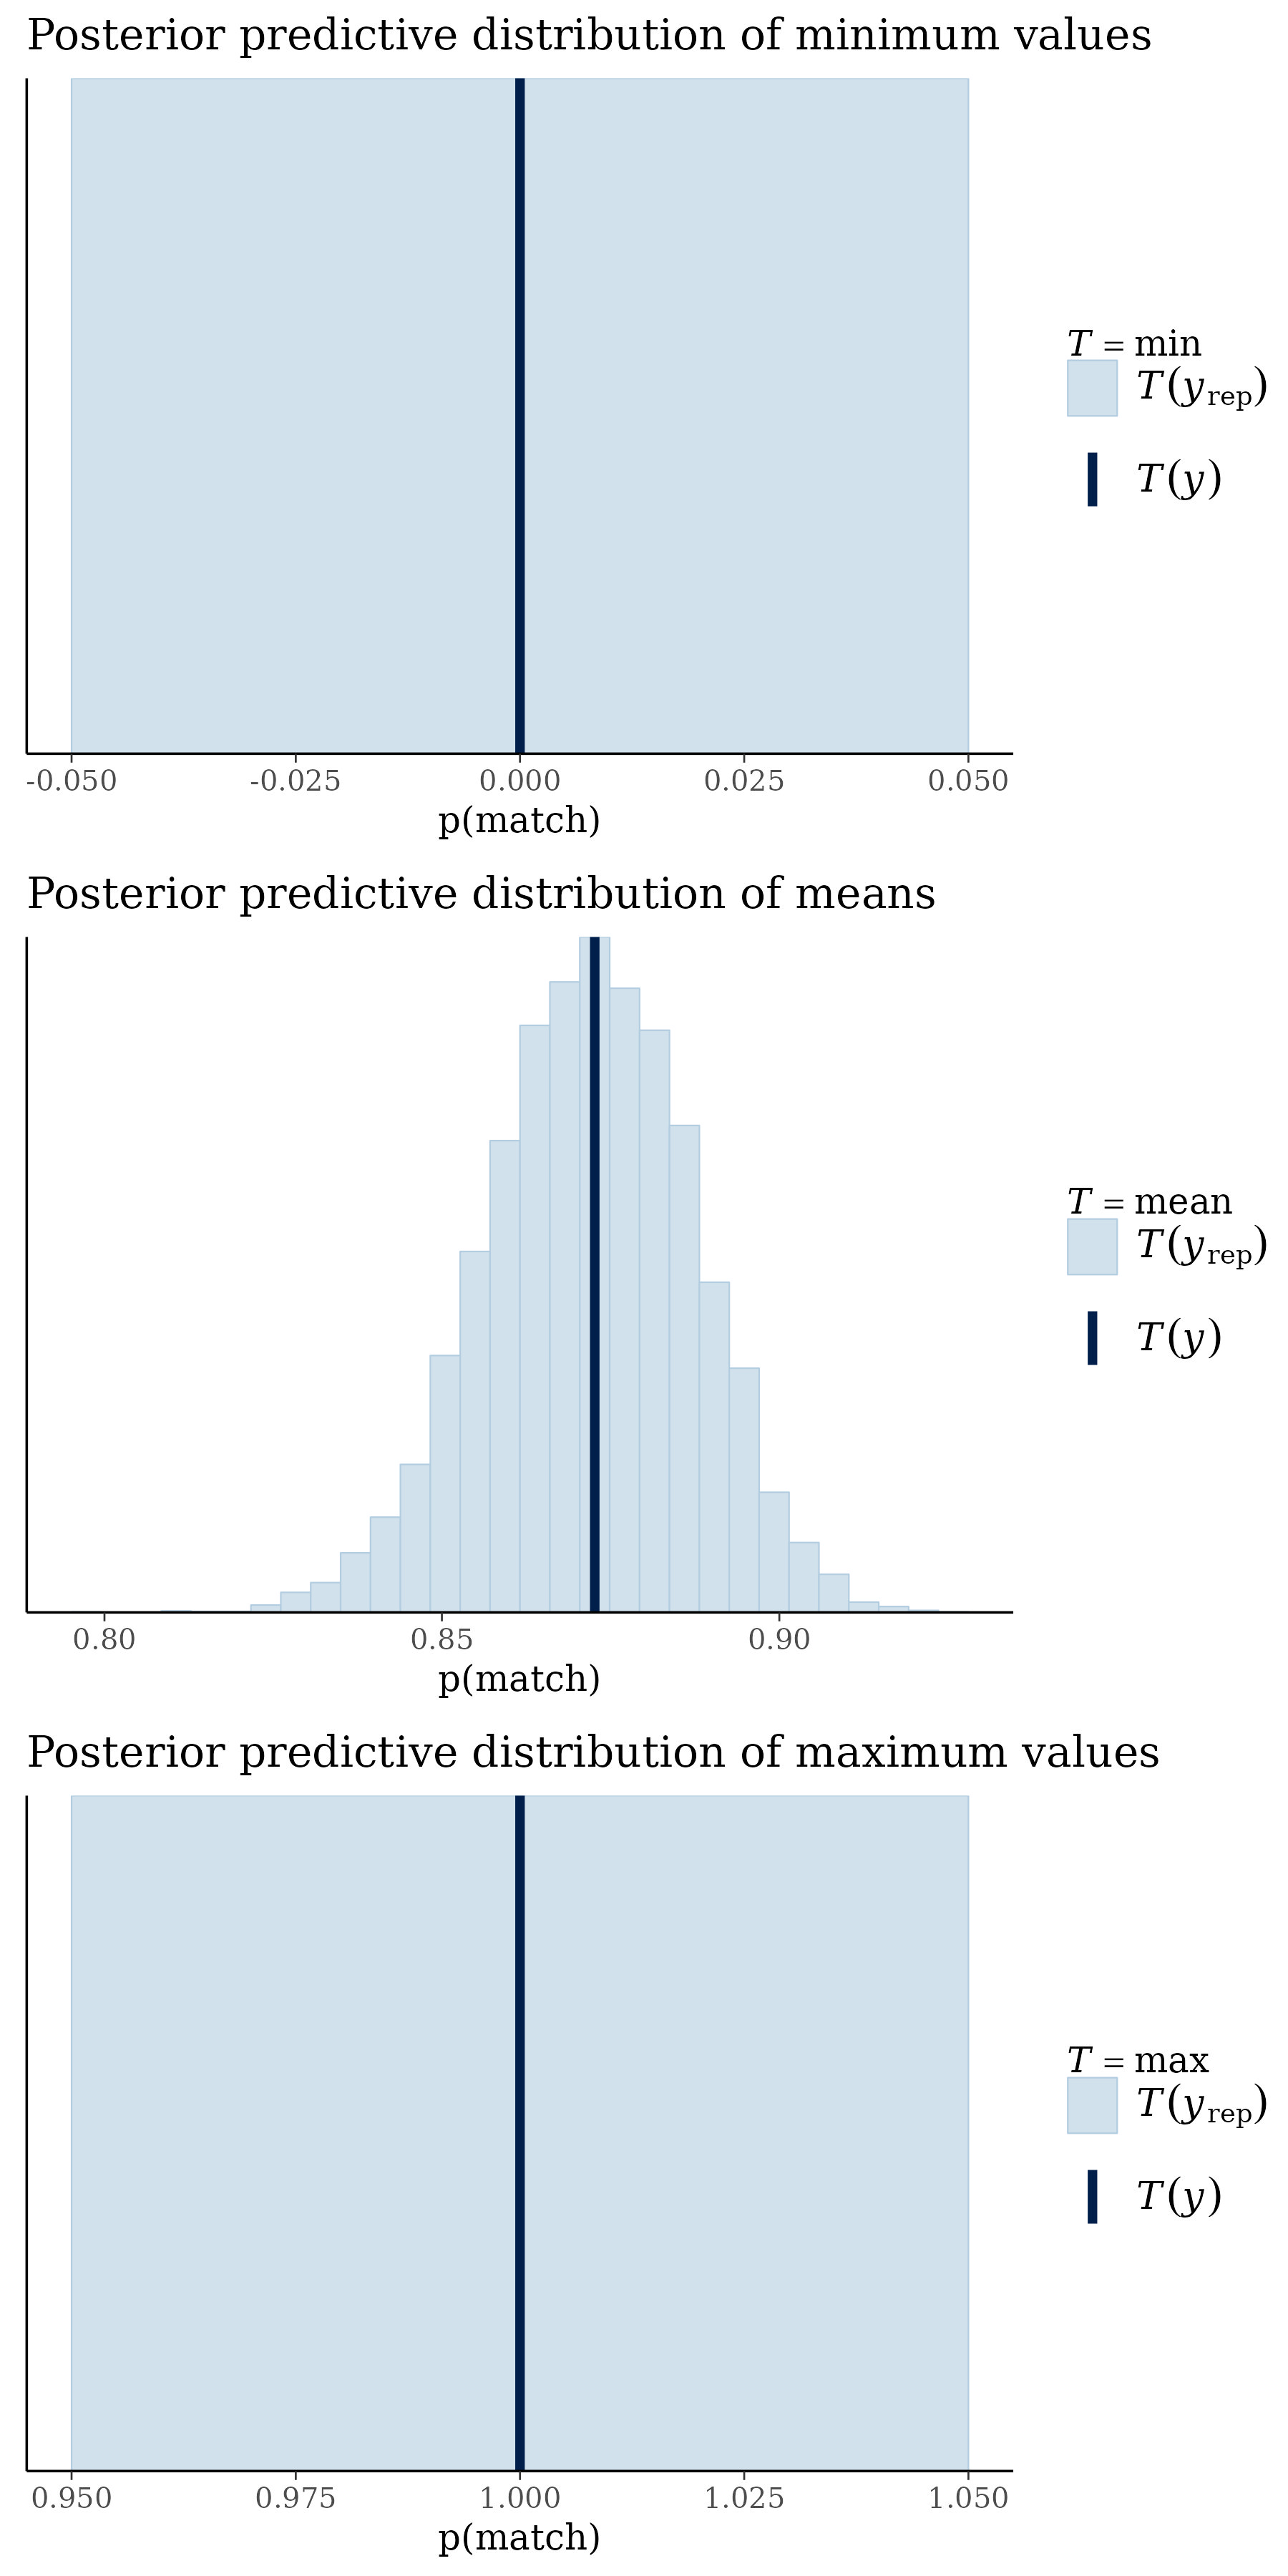 Posterior predictive distribution of minimum values
T = min
T(yrep)
T(y)
-0.050 -0.025 0.000 0.025 0.050
p(match)
Posterior predictive distribution of means
T = mean
T(yrep)
T(y)
0.80 0.85 0.90
p(match)
Posterior predictive distribution of maximum values
T = max
T(yrep)
T(y)
0.950 0.975 1.000 1.025 1.050
p(match)